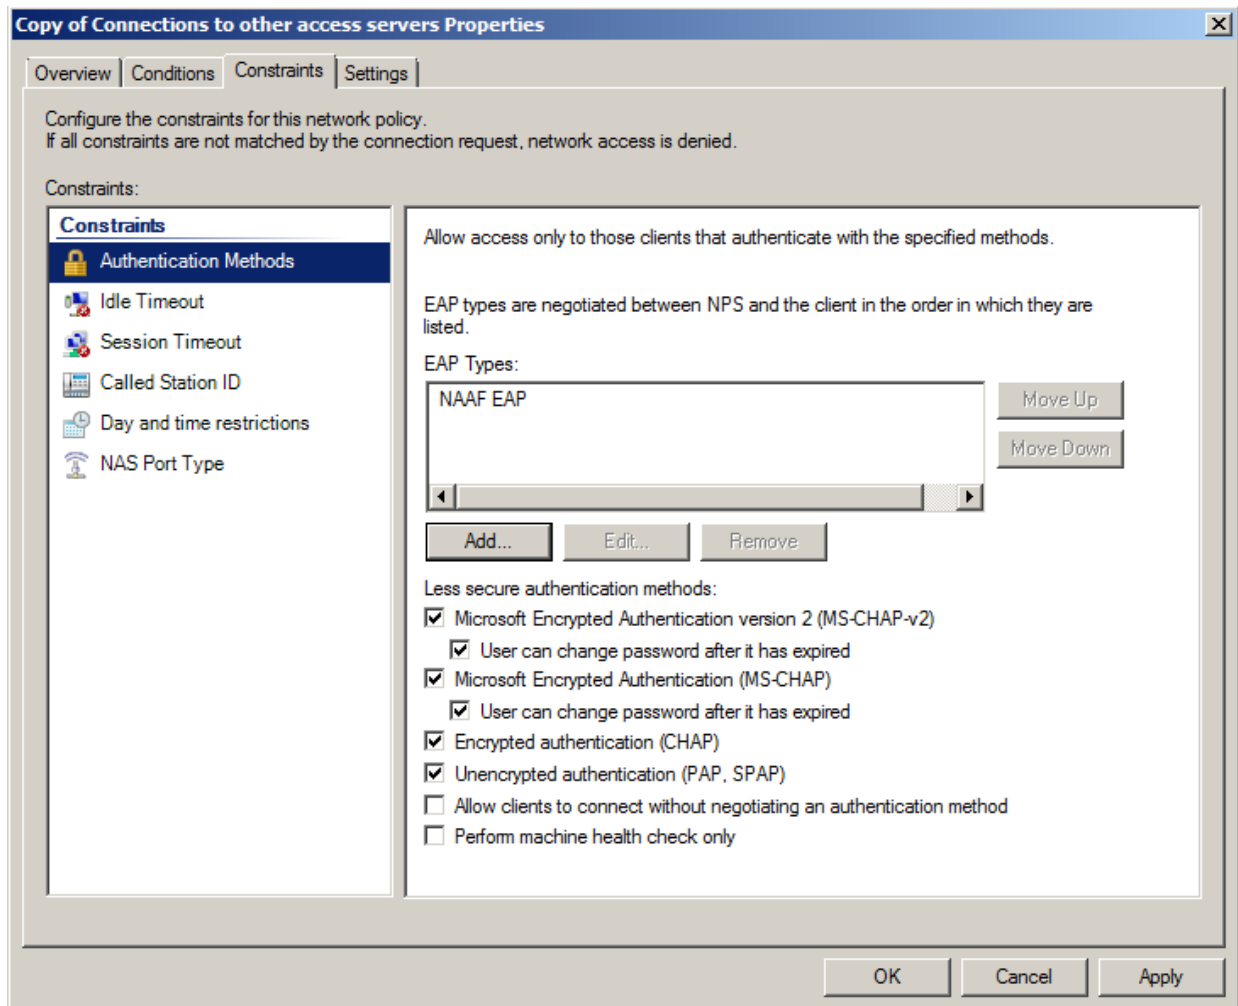 Copy of Connections to other access servers Properties
Overview
Conditions
Constraints
Settings
Configure the constraints for this network policy.
If all constraints are not matched by the connection request, network access is denied.
Constraints:
Constraints
Authentication Methods
Idle Timeout
Session Timeout
Called Station ID
Day and time restrictions
NAS Port Type
Allow access only to those clients that authenticate with the specified methods.
EAP types are negotiated between NPS and the client in the order in which they are
listed.
EAP Types:
NAAF EAP
Move Up
Move Down
Add...
Edit...
Remove
Less secure authentication methods:
Microsoft Encrypted Authentication version 2 (MS-CHAP-v2)
User can change password after it has expired
Microsoft Encrypted Authentication (MS-CHAP)
User can change password after it has expired
Encrypted authentication (CHAP)
Unencrypted authentication (PAP, SPAP)
Allow clients to connect without negotiating an authentication method
Perform machine health check only
OK
Cancel
Apply